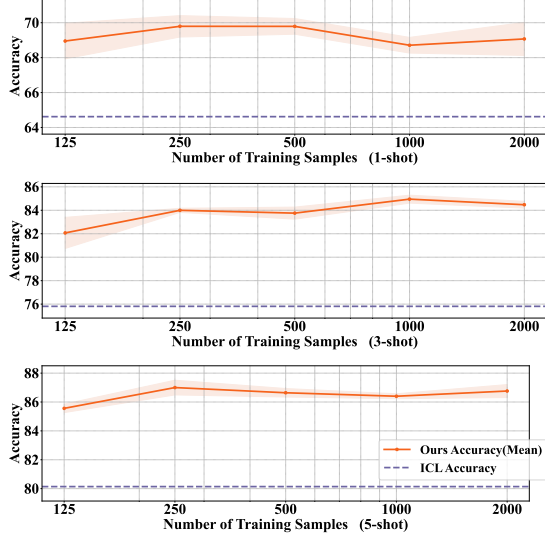 70
68
66
64
Accuracy
125 250 500 1000 2000
Number of Training Samples (1-shot)
86
84
82
80
78
76
Accuracy
125 250 500 1000 2000
Number of Training Samples (3-shot)
88
86
84
82
80
Accuracy
Ours Accuracy(Mean)
ICL Accuracy
125 250 500 1000 2000
Number of Training Samples (5-shot)